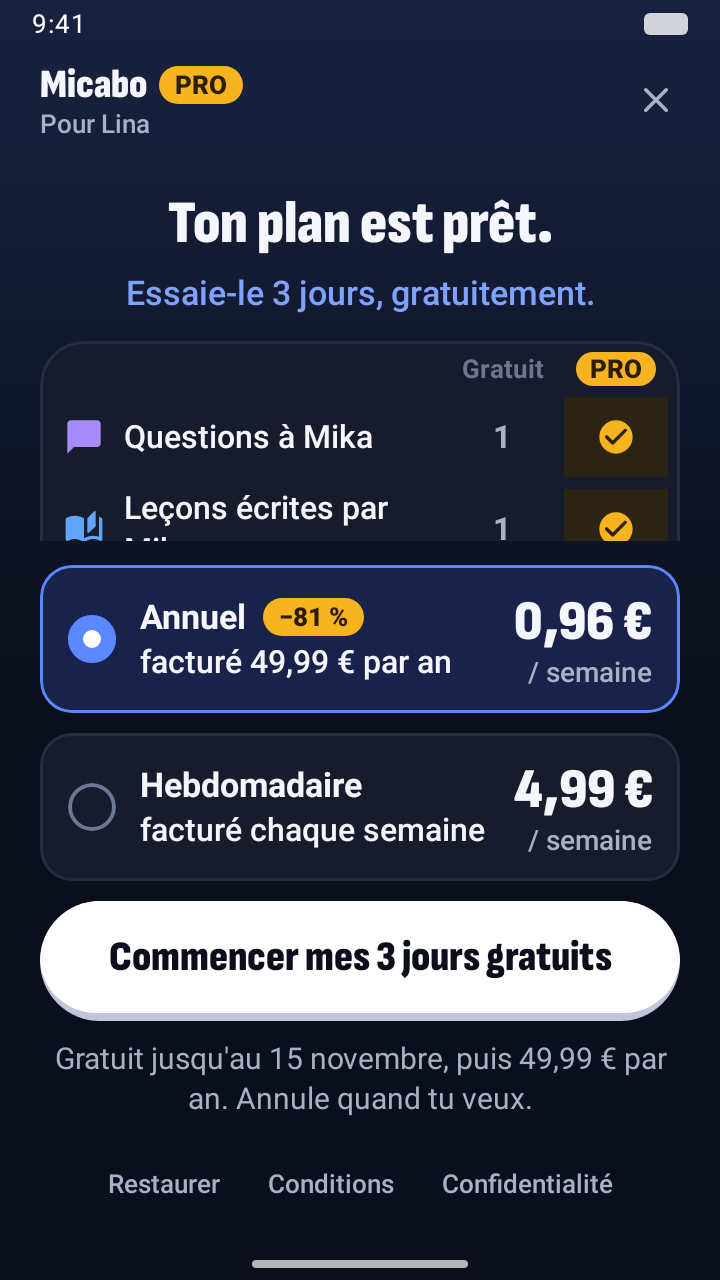 9:41
Micabo PRO
Pour Lina
Ton plan est prêt.
Essaie-le 3 jours, gratuitement.
Gratuit PRO
Questions à Mika 1
Leçons écrites par
1
Annuel −81 % 0,96 €
facturé 49,99 € par an / semaine
Hebdomadaire 4,99 €
facturé chaque semaine / semaine
Commencer mes 3 jours gratuits
Gratuit jusqu'au 15 novembre, puis 49,99 € par
an. Annule quand tu veux.
Restaurer Conditions Confidentialité